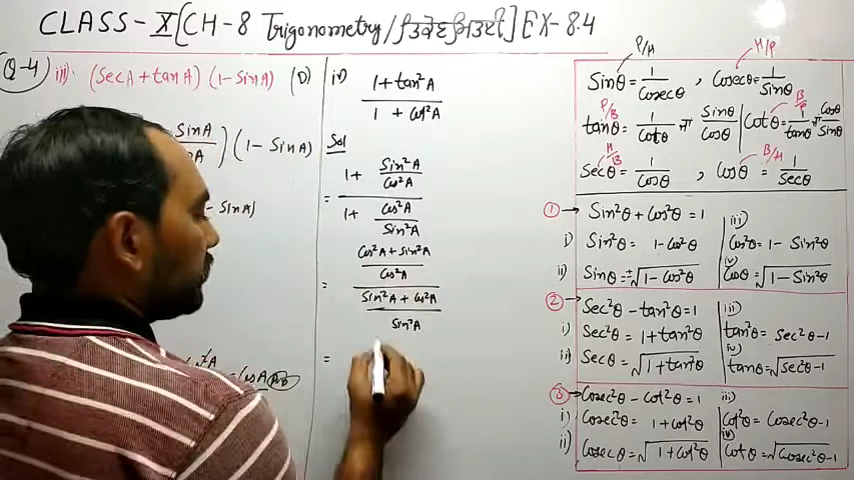 CLASS-X[CH-8 Trigonometry/ਤਿਕੋਣਮਿਤਈ] EX-8.4
Q-4 iii). (SecA + tanA) (1-SinA) (D)
SinA
) (1 - SinA)
- SinA)
iv) 1+tan²A
1 + Cot²A
Sol
1+ Sin²A
Cos²A
=
1+ Cos²A
Sin²A
Cos²A + Sin²A
Cos²A
=
Sin²A + Cos²A
Sin²A
=
P/H H/P
Sinθ = 1/Cosecθ , Cosecθ = 1/Sinθ
P/B B/P
tanθ = 1/Cotθ ਜਾਂ Sinθ/Cosθ | Cotθ = 1/tanθ ਜਾਂ Cosθ/Sinθ
H/B B/H
Secθ = 1/Cosθ , Cosθ = 1/Secθ
① → Sin²θ + Cos²θ = 1
i) Sin²θ = 1-Cos²θ
ii) Sinθ = ±√1-Cos²θ
iii) Cos²θ = 1 - Sin²θ
iv) Cosθ = √1-Sin²θ
② → Sec²θ - tan²θ = 1
i) Sec²θ = 1+tan²θ
ii) Secθ = √1+tan²θ
iii) tan²θ = Sec²θ-1
iv) tanθ = √Sec²θ-1
③ → Cosec²θ - Cot²θ = 1
i) Cosec²θ = 1+Cot²θ
ii) Cosecθ = √1+Cot²θ
iii) Cot²θ = Cosec²θ-1
iv) Cotθ = √Cosec²θ-1